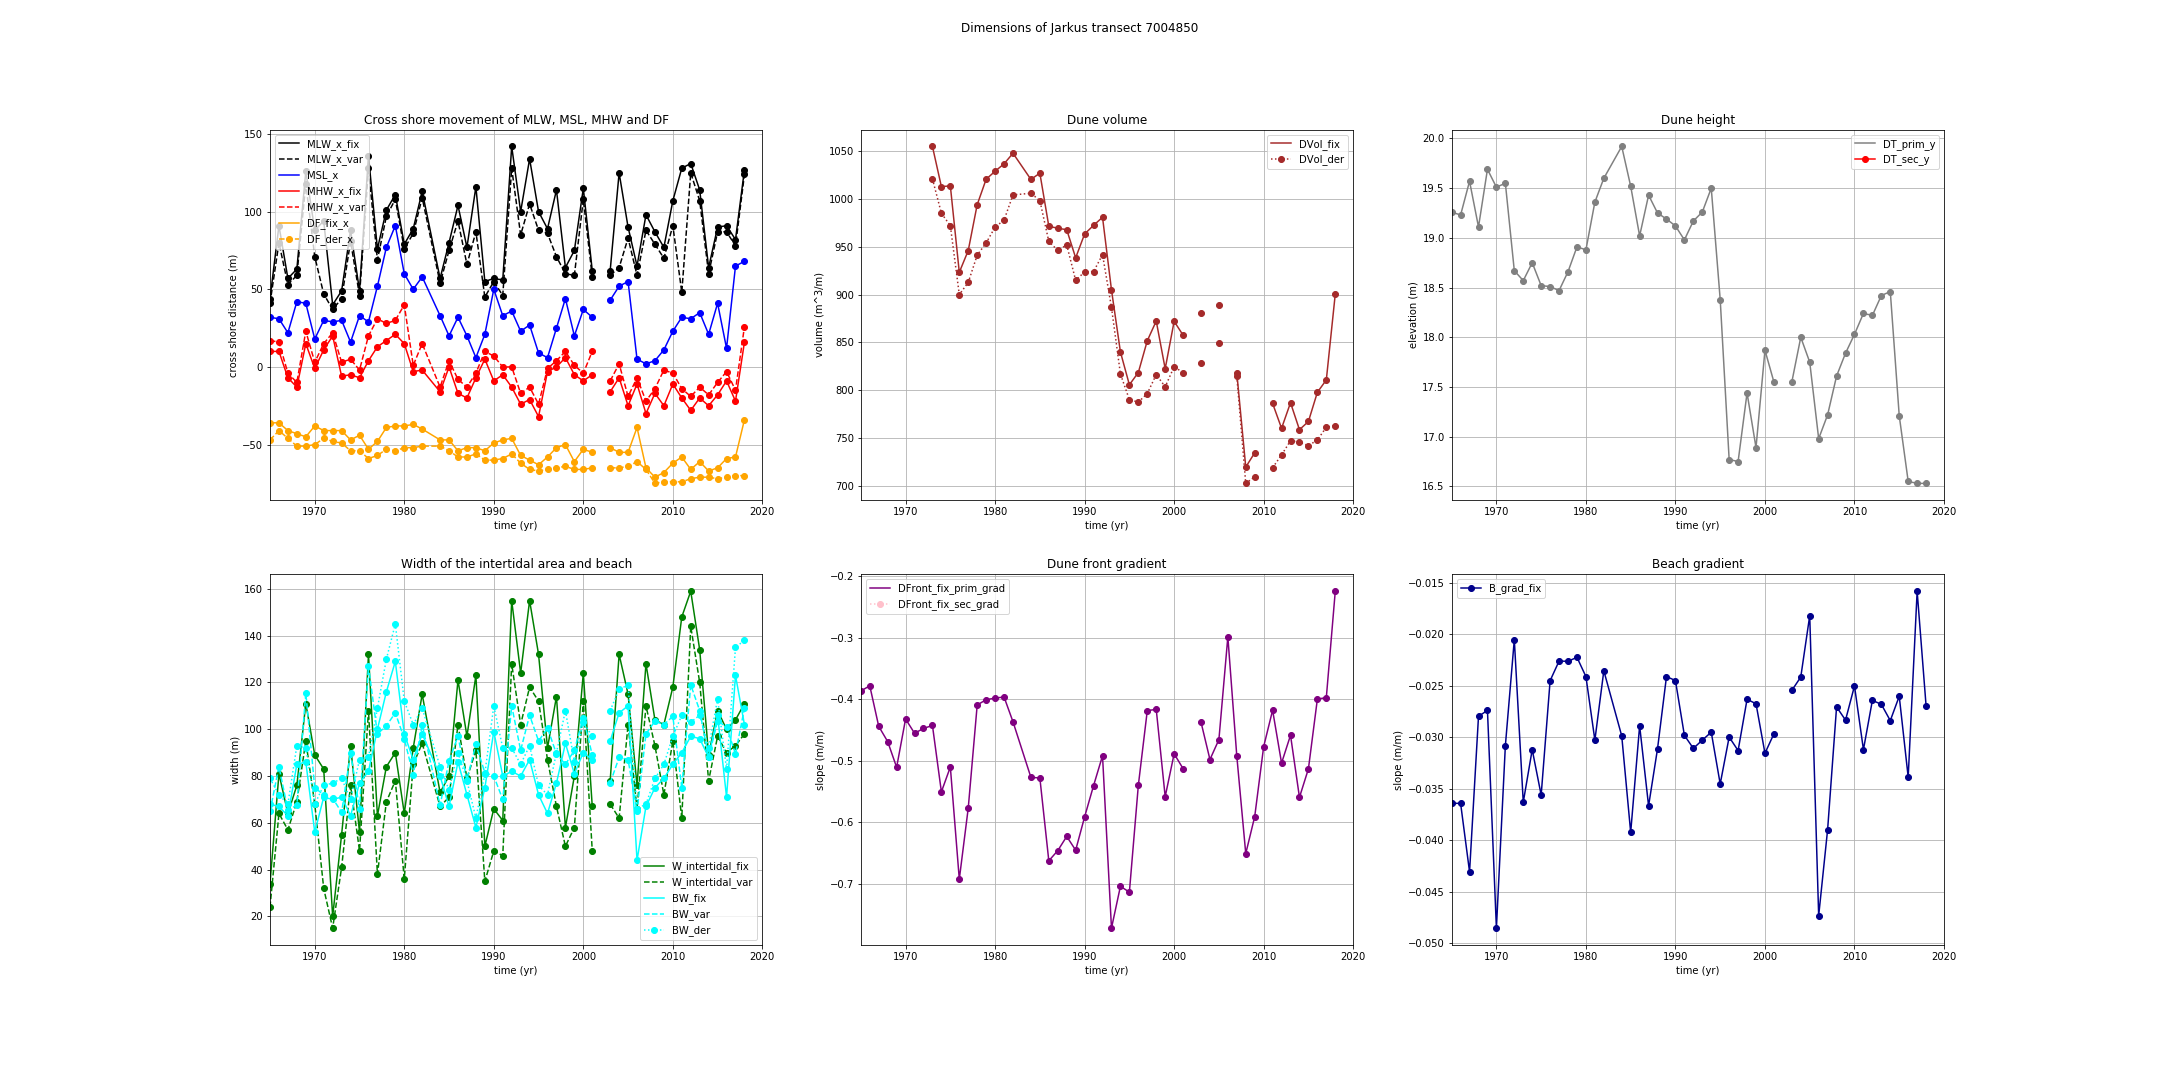 Dimensions of Jarkus transect 7004850
Cross shore movement of MLW, MSL, MHW and DF
cross shore distance (m)
150
100
50
0
−50
MLW_x_fix
MLW_x_var
MSL_x
MHW_x_fix
MHW_x_var
DF_fix_x
DF_der_x
1970 1980 1990 2000 2010 2020
time (yr)
Dune volume
volume (m^3/m)
1050
1000
950
900
850
800
750
700
DVol_fix
DVol_der
1970 1980 1990 2000 2010 2020
time (yr)
Dune height
elevation (m)
20.0
19.5
19.0
18.5
18.0
17.5
17.0
16.5
DT_prim_y
DT_sec_y
1970 1980 1990 2000 2010 2020
time (yr)
Width of the intertidal area and beach
width (m)
160
140
120
100
80
60
40
20
W_intertidal_fix
W_intertidal_var
BW_fix
BW_var
BW_der
1970 1980 1990 2000 2010 2020
time (yr)
Dune front gradient
slope (m/m)
−0.2
−0.3
−0.4
−0.5
−0.6
−0.7
DFront_fix_prim_grad
DFront_fix_sec_grad
1970 1980 1990 2000 2010 2020
time (yr)
Beach gradient
slope (m/m)
−0.015
−0.020
−0.025
−0.030
−0.035
−0.040
−0.045
−0.050
B_grad_fix
1970 1980 1990 2000 2010 2020
time (yr)